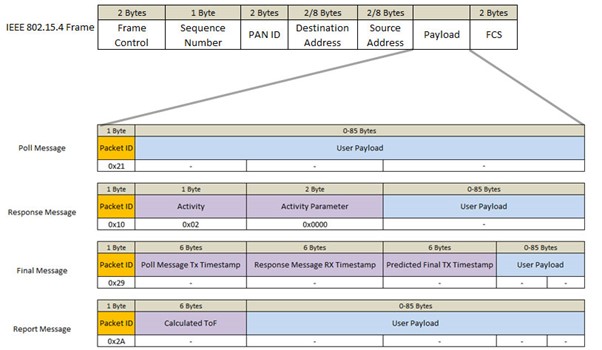 2 Bytes 1 Byte 2 Bytes 2/8 Bytes 2/8 Bytes 2 Bytes
IEEE 802.15.4 Frame Frame Control Sequence Number PAN ID Destination Address Source Address Payload FCS
1 Byte 0-85 Bytes
Poll Message Packet ID User Payload
0x21 - - -
1 Byte 1 Byte 2 Byte 0-85 Bytes
Response Message Packet ID Activity Activity Parameter User Payload
0x10 0x02 0x0000 -
1 Byte 6 Bytes 6 Bytes 6 Bytes 0-85 Bytes
Final Message Packet ID Poll Message Tx Timestamp Response Message RX Timestamp Predicted Final TX Timestamp User Payload
0x29 - - - - -
1 Byte 6 Bytes 0-85 Bytes
Report Message Packet ID Calculated ToF User Payload
0x2A - - - - -